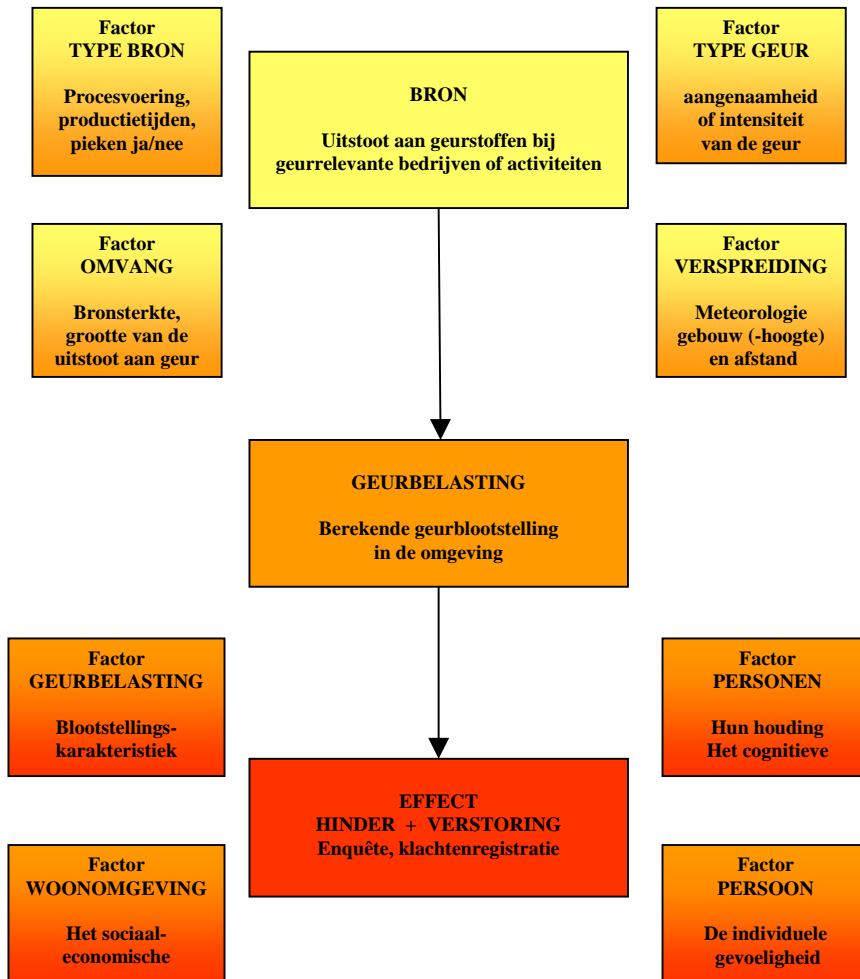 Factor
TYPE BRON
Procesvoering,
productietijden,
pieken ja/nee
BRON
Uitstoot aan geurstoffen bij
geurrelevante bedrijven of activiteiten
Factor
TYPE GEUR
aangenaamheid
of intensiteit
van de geur
Factor
OMVANG
Bronsterkte,
grootte van de
uitstoot aan geur
Factor
VERSPREIDING
Meteorologie
gebouw (-hoogte)
en afstand
GEURBELASTING
Berekende geurblootstelling
in de omgeving
Factor
GEURBELASTING
Blootstellings-
karakteristiek
Factor
PERSONEN
Hun houding
Het cognitieve
EFFECT
HINDER + VERSTORING
Enquête, klachtenregistratie
Factor
WOONOMGEVING
Het sociaal-
economische
Factor
PERSOON
De individuele
gevoeligheid